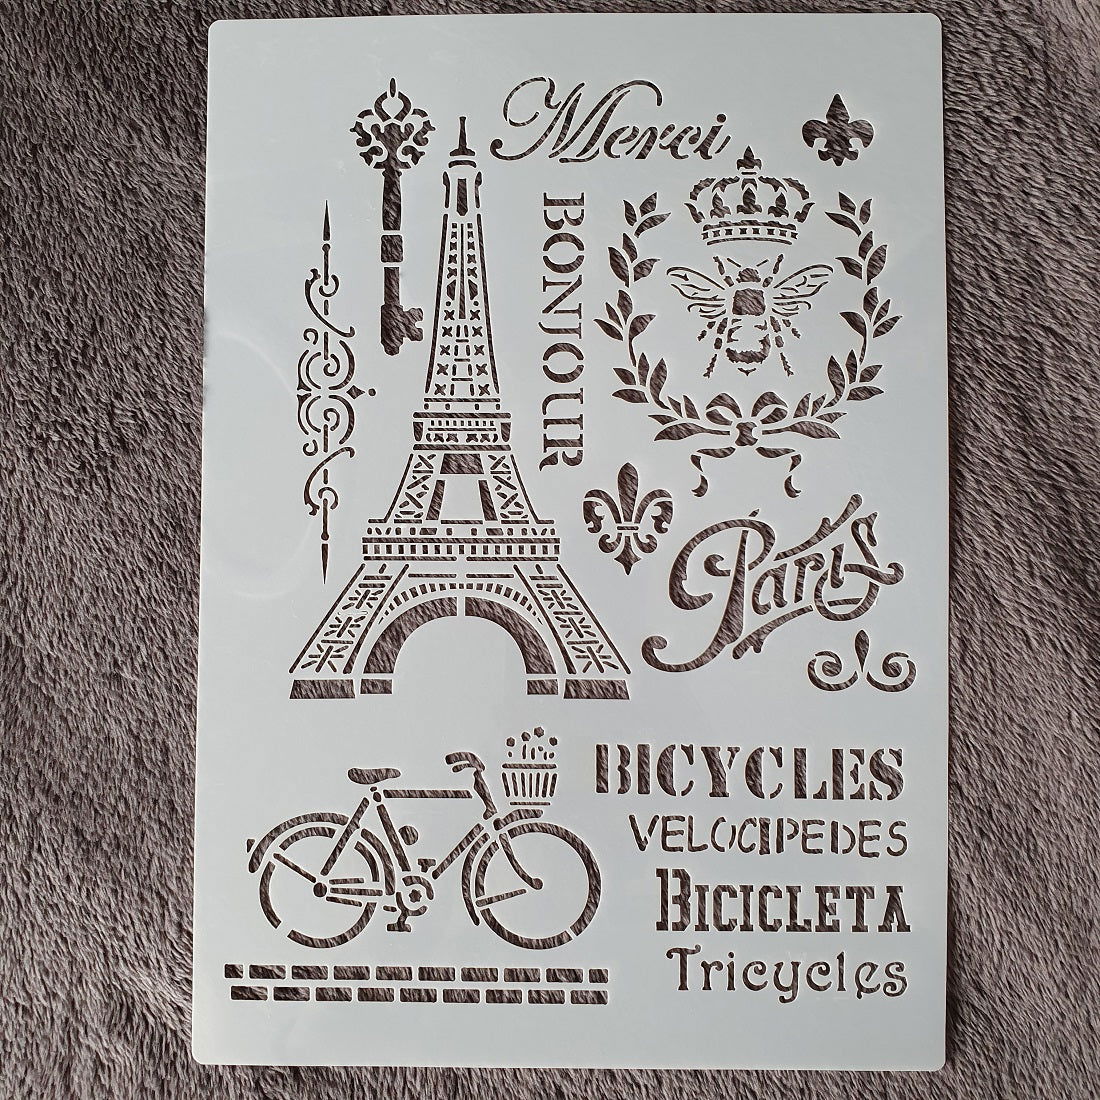 Merci
BONJOUR
Paris
BICYCLES
VELOCIPEDES
BICICLETA
Tricycles